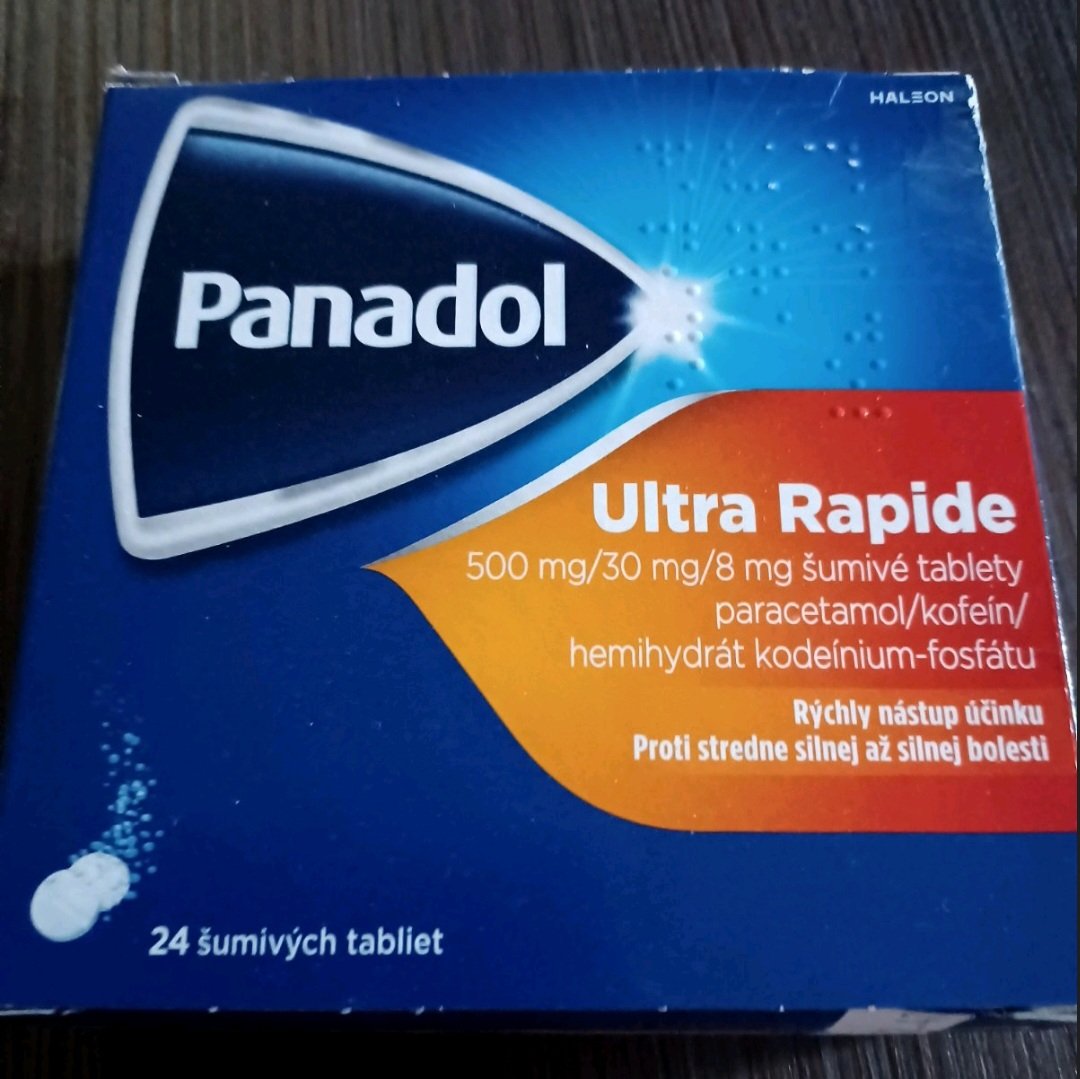 HALEON
Panadol
Ultra Rapide
500 mg/30 mg/8 mg šumivé tablety
paracetamol/kofeín/
hemihydrát kodeínium-fosfátu
Rýchly nástup účinku
Proti stredne silnej až silnej bolesti
24 šumivých tabliet